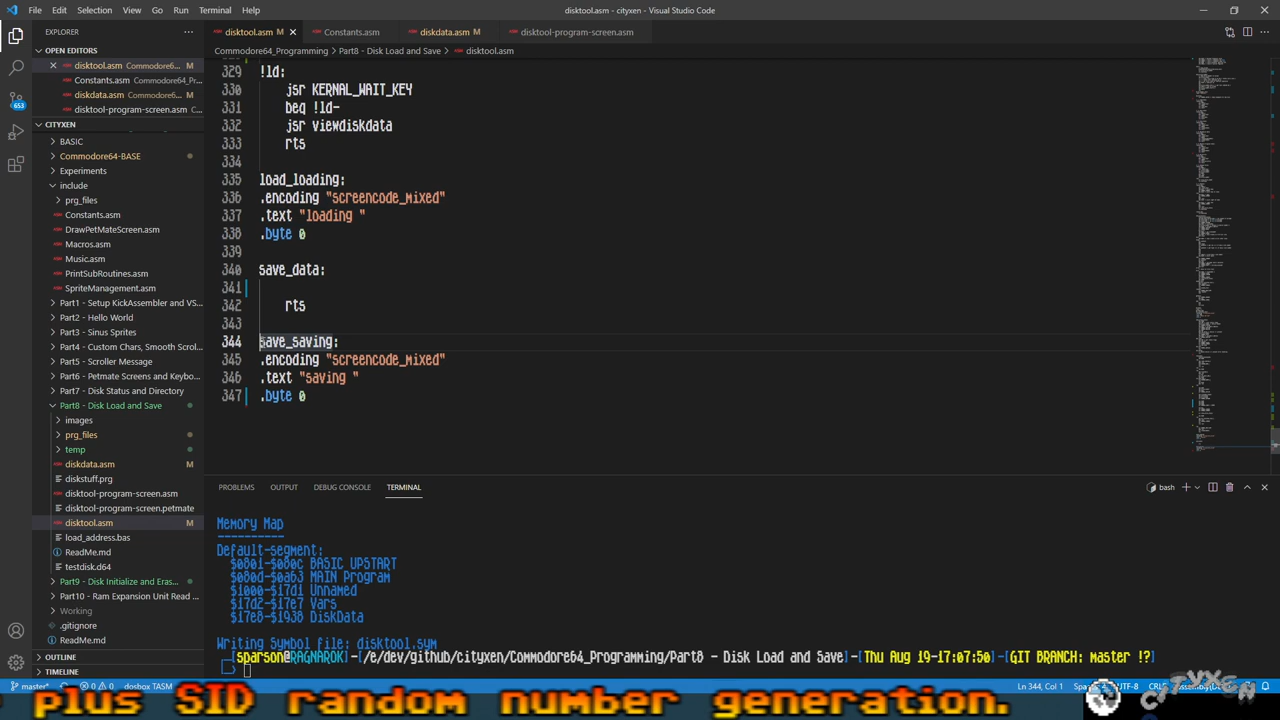 File Edit Selection View Go Run Terminal Help
disktool.asm - cityxen - Visual Studio Code
EXPLORER
disktool.asm M
Constants.asm
diskdata.asm M
disktool-program-screen.asm
Commodore64_Programming > Part8 - Disk Load and Save > disktool.asm
OPEN EDITORS
disktool.asm Commodore6... M
Constants.asm Commodore64_Pr...
diskdata.asm Commodore6... M
disktool-program-screen.asm
653
CITYXEN
BASIC
Commodore64-BASE
Experiments
include
prg_files
Constants.asm
DrawPetMateScreen.asm
Macros.asm
Music.asm
PrintSubRoutines.asm
SpriteManagement.asm
Part1 - Setup KickAssembler and VS...
Part2 - Hello World
Part3 - Sinus Sprites
Part4 - Custom Chars, Smooth Scrol...
Part5 - Scroller Message
Part6 - Petmate Screens and Keybo...
Part7 - Disk Status and Directory
Part8 - Disk Load and Save
images
prg_files
temp
diskdata.asm M
diskstuff.prg
disktool-program-screen.asm
disktool-program-screen.petmate
disktool.asm M
load_address.bas
ReadMe.md
testdisk.d64
Part9 - Disk Initialize and Eras...
Part10 - Ram Expansion Unit Read ...
Working
.gitignore
ReadMe.md
OUTLINE
TIMELINE
329 !ld:
330 jsr KERNAL_WAIT_KEY
331 beq !ld-
332 jsr viewdiskdata
333 rts
334
335 load_loading:
336 .encoding "screencode_mixed"
337 .text "loading "
338 .byte 0
339
340 save_data:
341
342 rts
343
344 save_saving:
345 .encoding "screencode_mixed"
346 .text "saving "
347 .byte 0
PROBLEMS OUTPUT DEBUG CONSOLE TERMINAL
bash
Memory Map
----------
Default-segment:
$0801-$080c BASIC UPSTART
$080d-$0a63 MAIN Program
$1000-$17d1 Unnamed
$17d2-$17e7 Vars
$17e8-$1938 DiskData
Writing Symbol file: disktool.sym
[sparson@RAGNAROK]-[/e/dev/github/cityxen/Commodore64_Programming/Part8 - Disk Load and Save]-[Thu Aug 19-17:07:50]-[GIT BRANCH: master !?]
master* 0 0 dosbox TASM
Ln 344, Col 1
UTF-8
CITYXEN
plus SID random number generation.